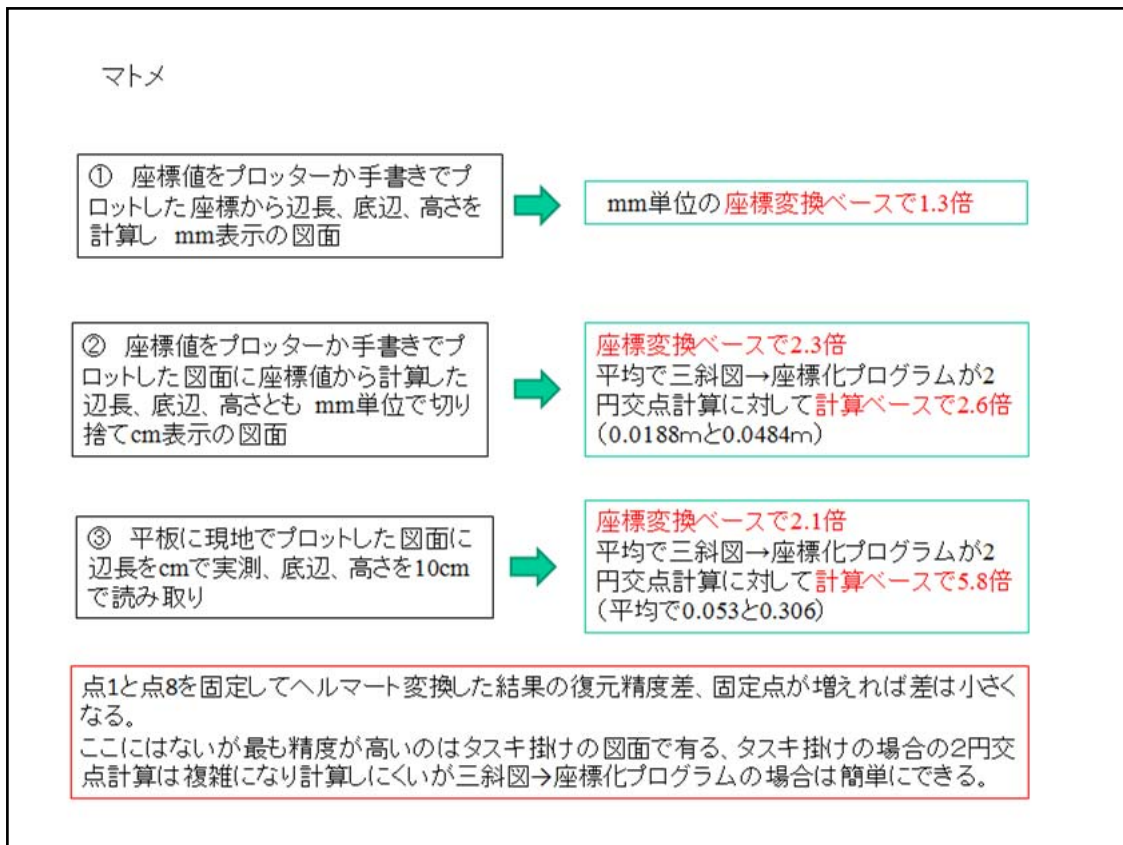 マトメ
① 座標値をプロッターか手書きでプ
ロットした座標から辺長、底辺、高さを
計算し mm表示の図面
mm単位の座標変換ベースで1.3倍
② 座標値をプロッターか手書きでプ
ロットした図面に座標値から計算した
辺長、底辺、高さとも mm単位で切り
捨てcm表示の図面
座標変換ベースで2.3倍
平均で三斜図→座標化プログラムが2
円交点計算に対して計算ベースで2.6倍
（0.0188mと0.0484m）
③ 平板に現地でプロットした図面に
辺長をcmで実測、底辺、高さを10cm
で読み取り
座標変換ベースで2.1倍
平均で三斜図→座標化プログラムが2
円交点計算に対して計算ベースで5.8倍
（平均で0.053と0.306）
点1と点8を固定してヘルマート変換した結果の復元精度差、固定点が増えれば差は小さく
なる。
ここにはないが最も精度が高いのはタスキ掛けの図面で有る、タスキ掛けの場合の２円交
点計算は複雑になり計算しにくいが三斜図→座標化プログラムの場合は簡単にできる。